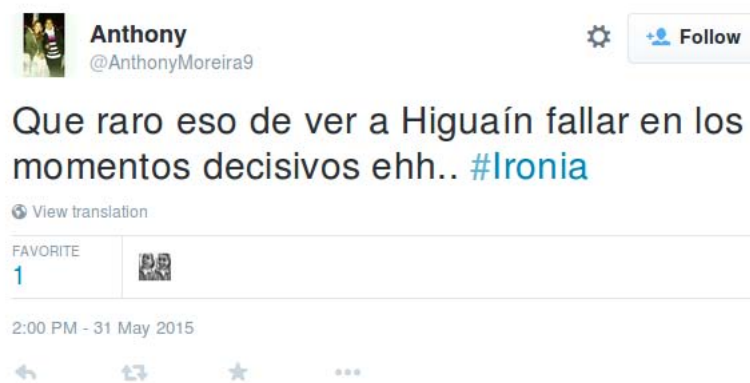 Anthony
@AnthonyMoreira9
Follow
Que raro eso de ver a Higuaín fallar en los
momentos decisivos ehh.. #Ironia
View translation
FAVORITE
1
2:00 PM - 31 May 2015